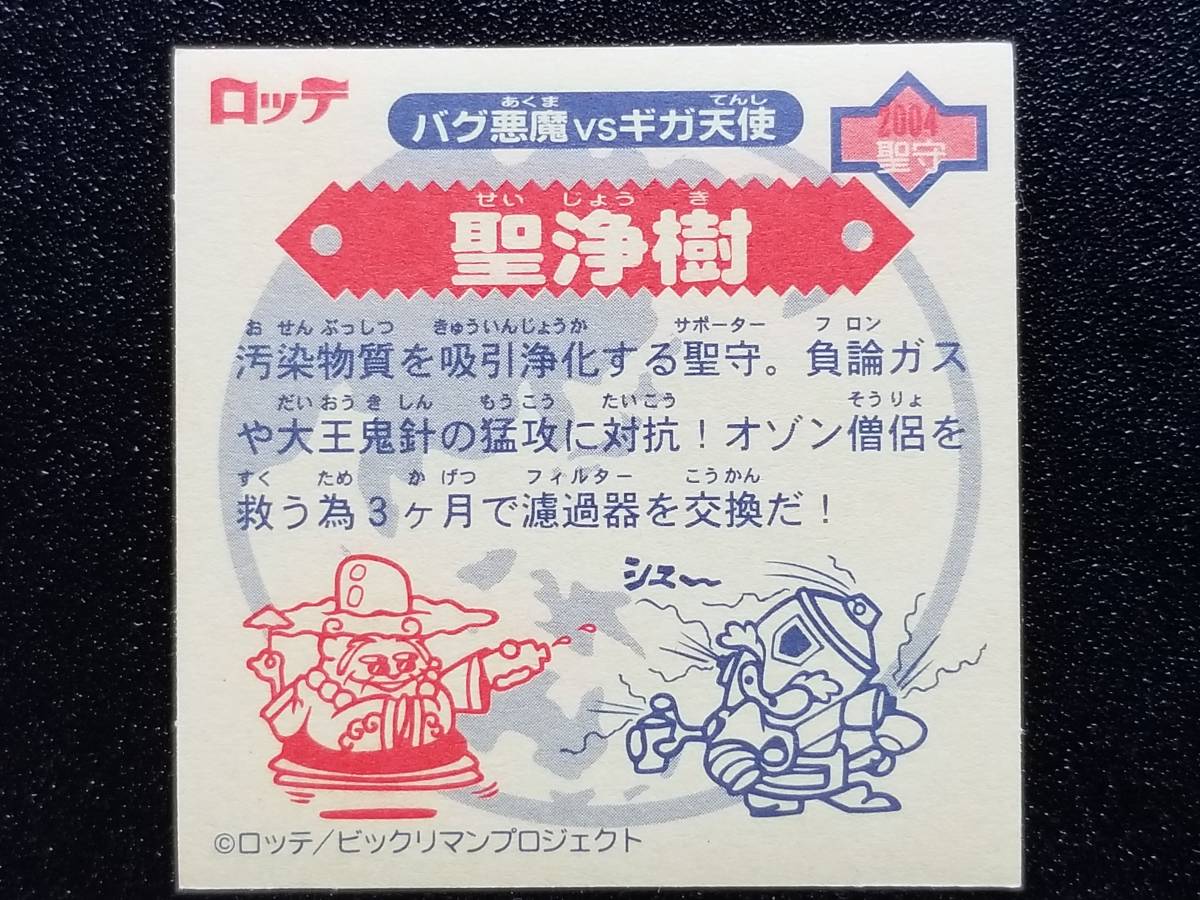 ロッテ
あくま てんし
バグ悪魔vsギガ天使
2004
聖守
せい じょう き
聖浄樹
お せん ぶっしつ きゅういんじょうか サポーター フロン
汚染物質を吸引浄化する聖守。負論ガス
だい おう き しん もうこう たいこう そうりょ
や大王鬼針の猛攻に対抗!オゾン僧侶を
すく ため か げつ フィルター こうかん
救う為3ヶ月で濾過器を交換だ!
シュ〜
©ロッテ/ビックリマンプロジェクト